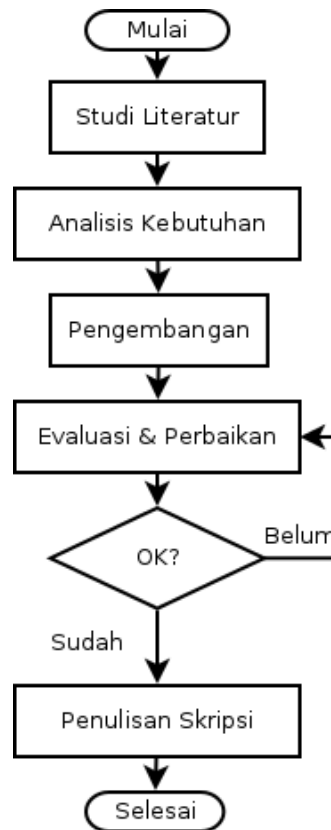 Mulai
Studi Literatur
Analisis Kebutuhan
Pengembangan
Evaluasi & Perbaikan
OK?
Belum
Sudah
Penulisan Skripsi
Selesai